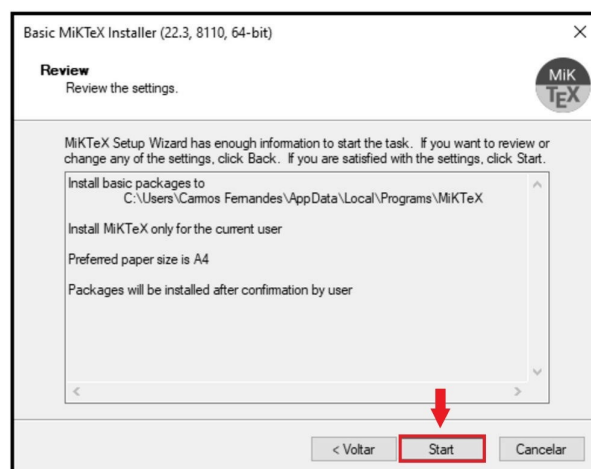 Basic MiKTeX Installer (22.3, 8110, 64-bit)
Review
Review the settings.
MiK
TEX
MiKTeX Setup Wizard has enough information to start the task. If you want to review or
change any of the settings, click Back. If you are satisfied with the settings, click Start.
Install basic packages to
C:\Users\Carmos Fernandes\AppData\Local\Programs\MiKTeX
Install MiKTeX only for the current user
Preferred paper size is A4
Packages will be installed after confirmation by user
< Voltar
Start
Cancelar